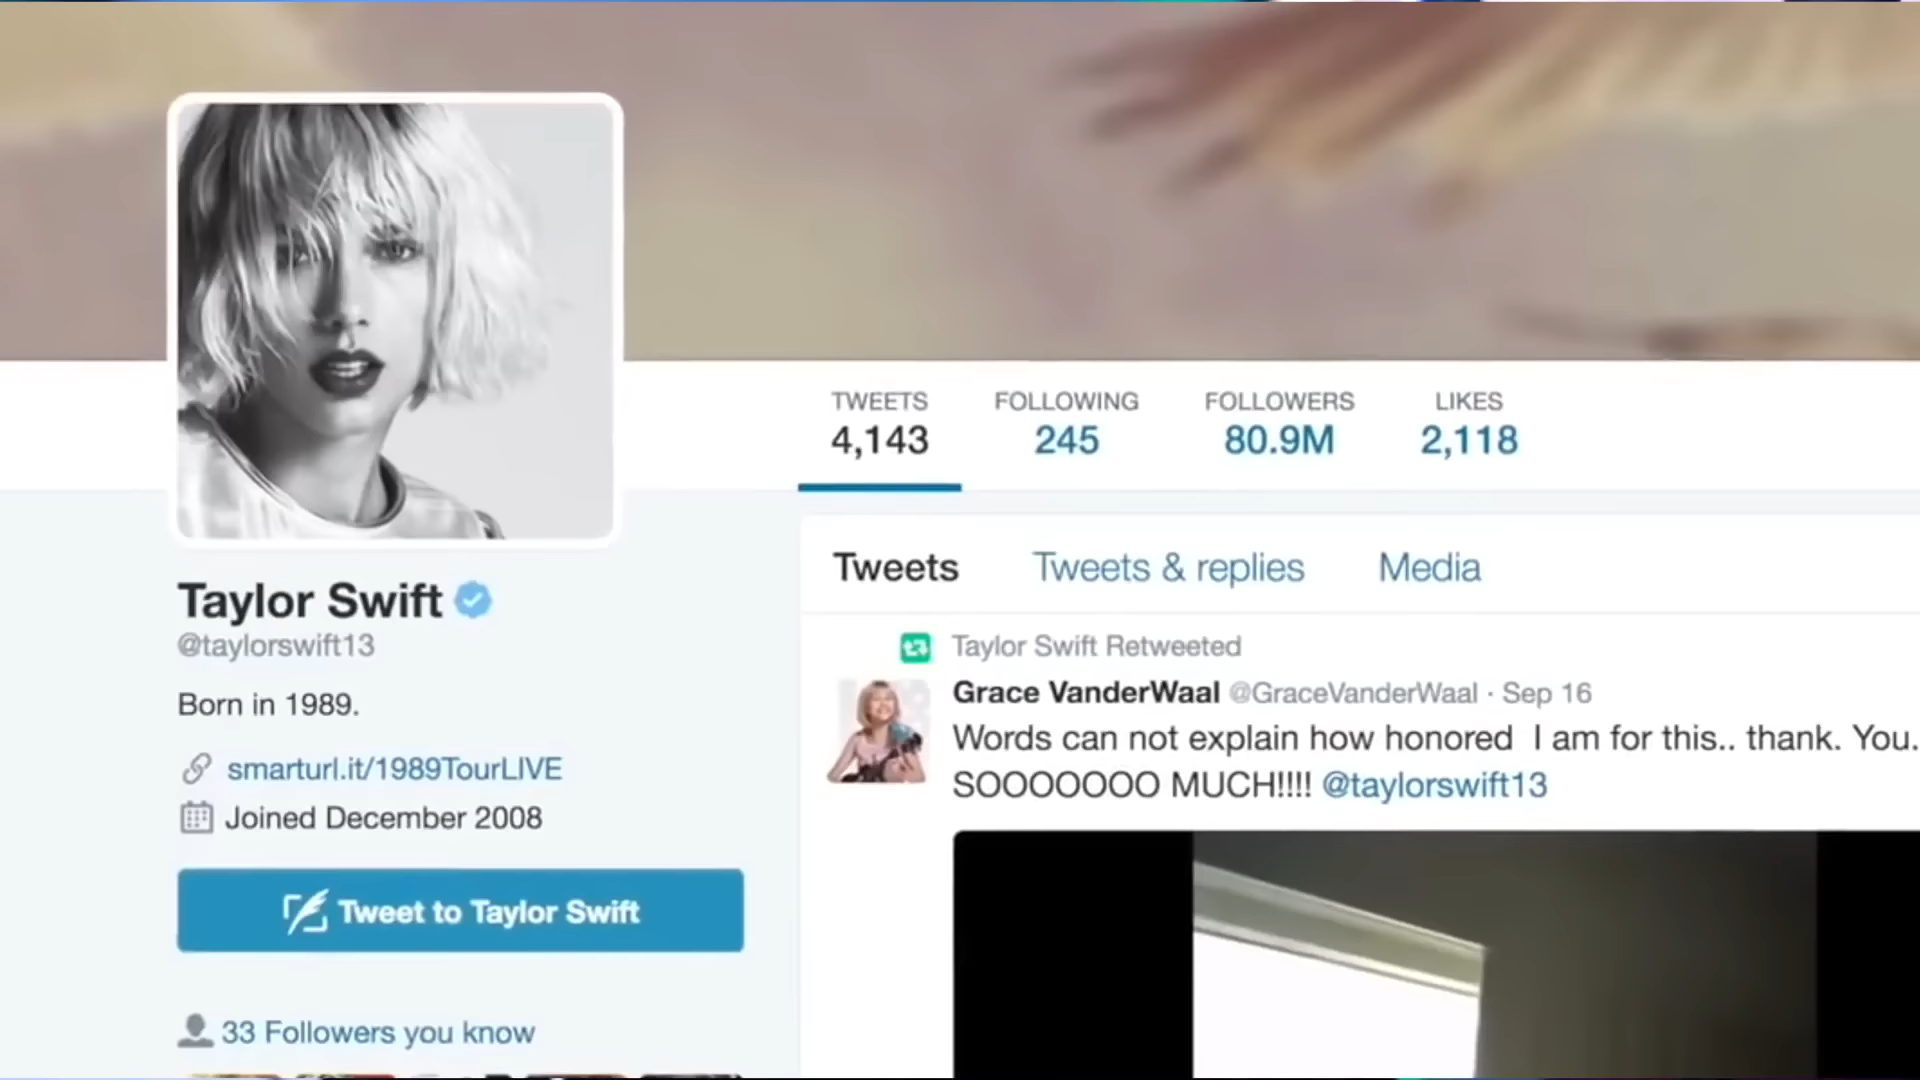 TWEETS FOLLOWING FOLLOWERS LIKES
4,143 245 80.9M 2,118
Tweets Tweets & replies Media
Taylor Swift
@taylorswift13
Born in 1989.
smarturl.it/1989TourLIVE
Joined December 2008
Tweet to Taylor Swift
33 Followers you know
Taylor Swift Retweeted
Grace VanderWaal @GraceVanderWaal · Sep 16
Words can not explain how honored I am for this.. thank. You.
SOOOOOOO MUCH!!!! @taylorswift13